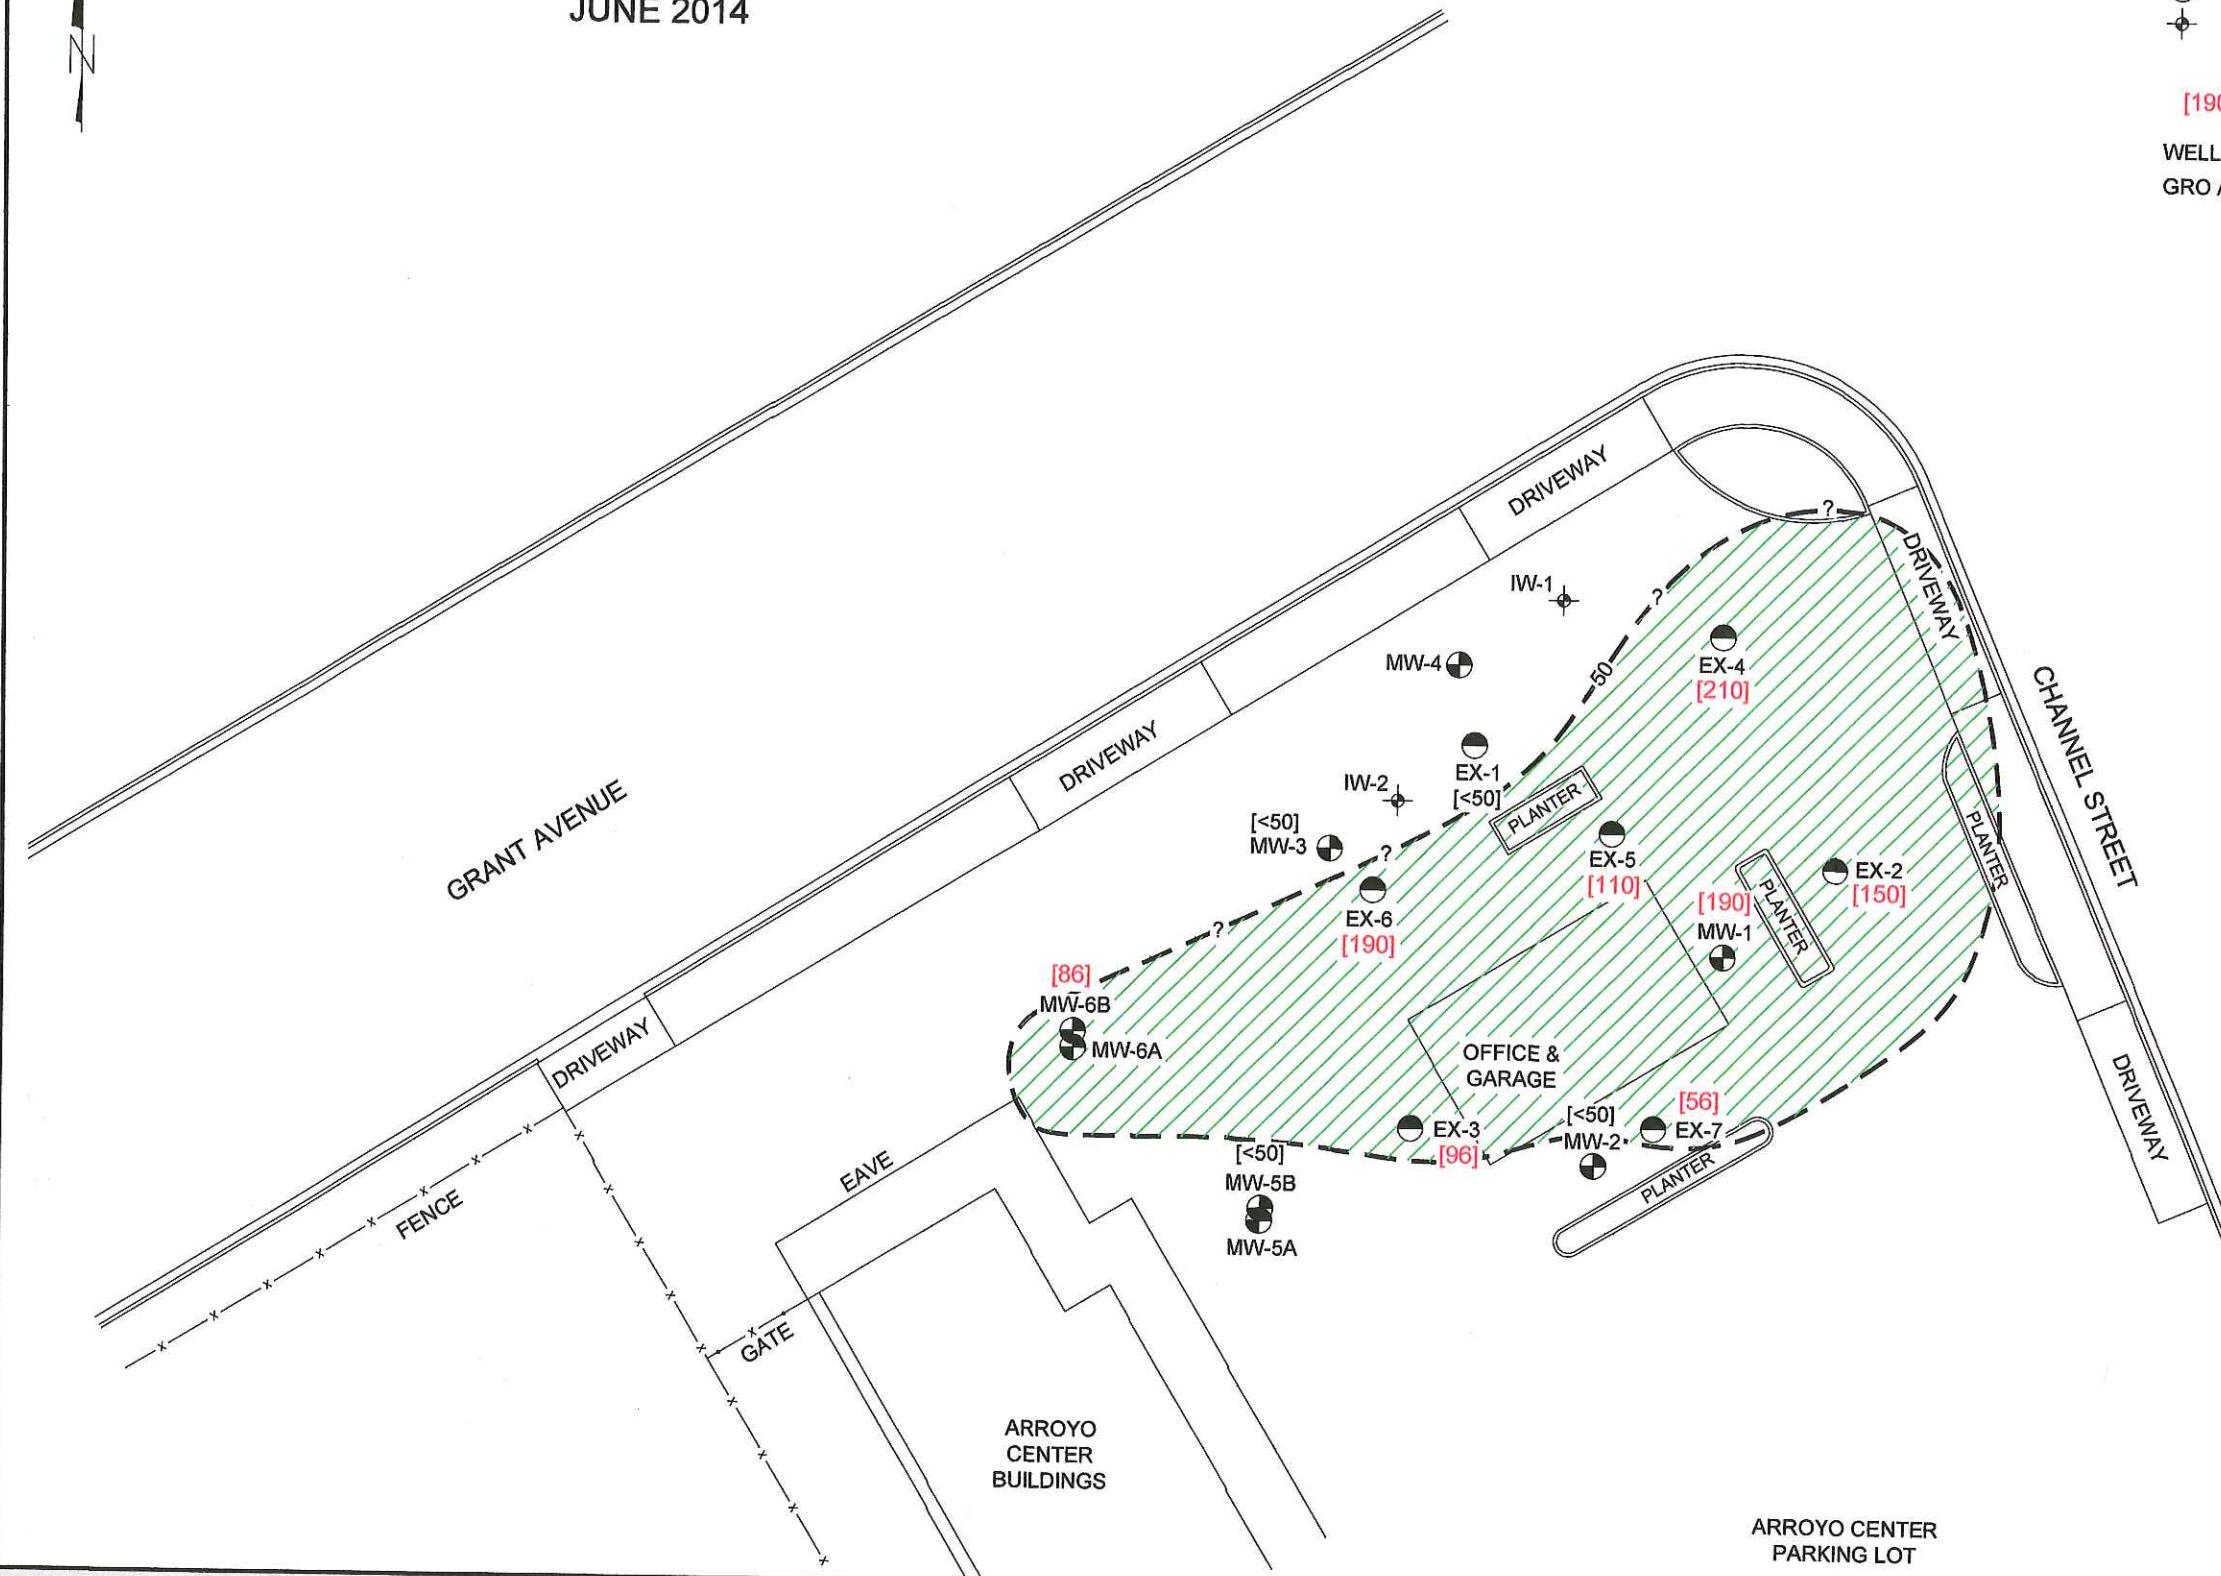 JUNE 2014
N
[190
WELL
GRO
DRIVEWAY
?
DRIVEWAY
IW-1
?
MW-4
50
EX-4
[210]
CHANNEL STREET
DRIVEWAY
EX-1
[<50]
IW-2
PLANTER
GRANT AVENUE
[<50]
MW-3
?
EX-5
[110]
PLANTER
EX-2
[150]
EX-6
[190]
[190]
MW-1
PLANTER
?
[86]
MW-6B
MW-6A
DRIVEWAY
OFFICE &
GARAGE
DRIVEWAY
[56]
EX-7
[<50]
MW-2
EX-3
[96]
[<50]
MW-5B
MW-5A
PLANTER
EAVE
FENCE
GATE
ARROYO
CENTER
BUILDINGS
ARROYO CENTER
PARKING LOT